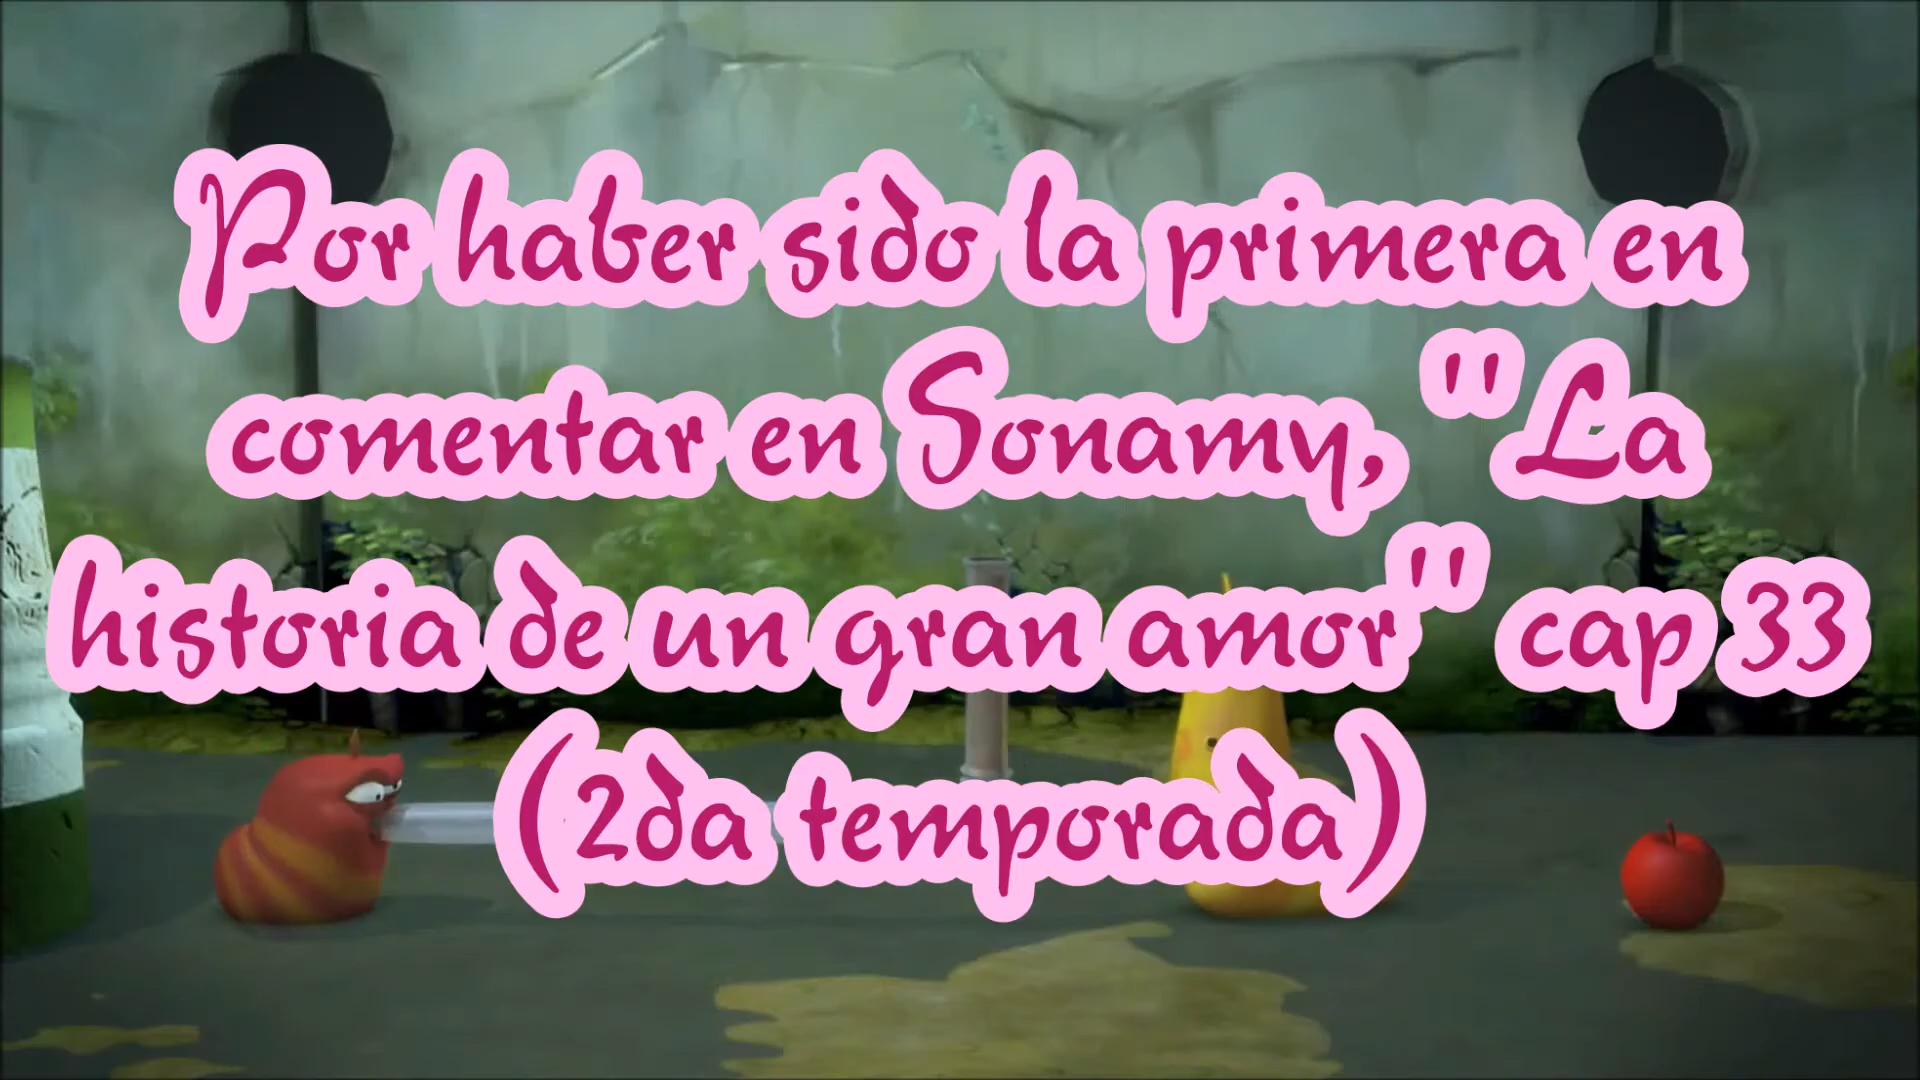 Por haber sido la primera en
comentar en Sonamy, "La
historia de un gran amor" cap 33
(2da temporada)